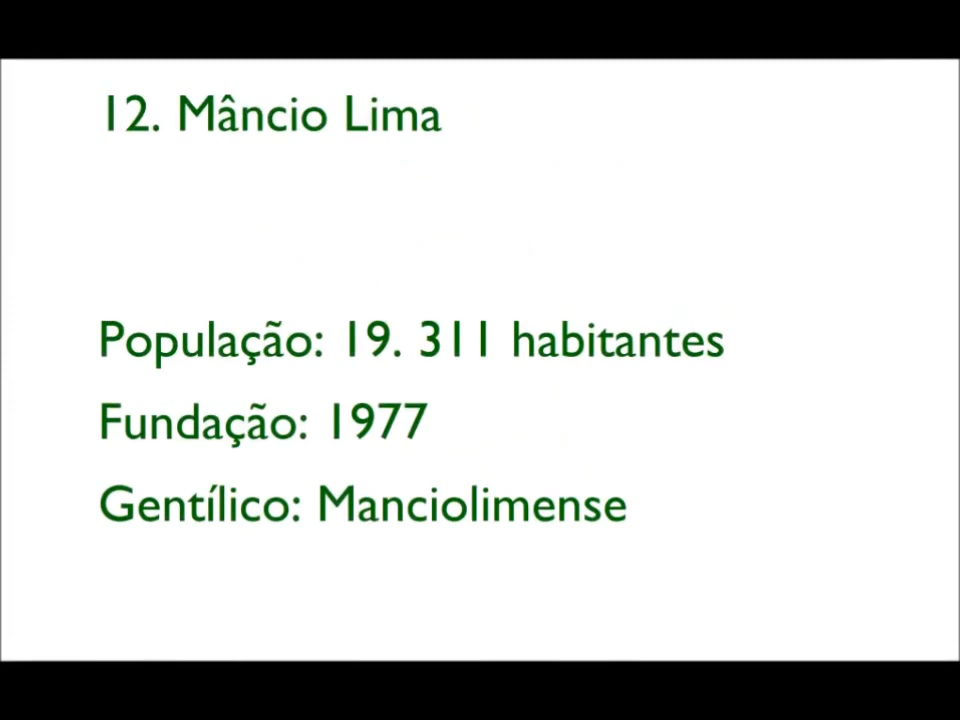 12. Mâncio Lima
População: 19. 311 habitantes
Fundação: 1977
Gentílico: Manciolimense